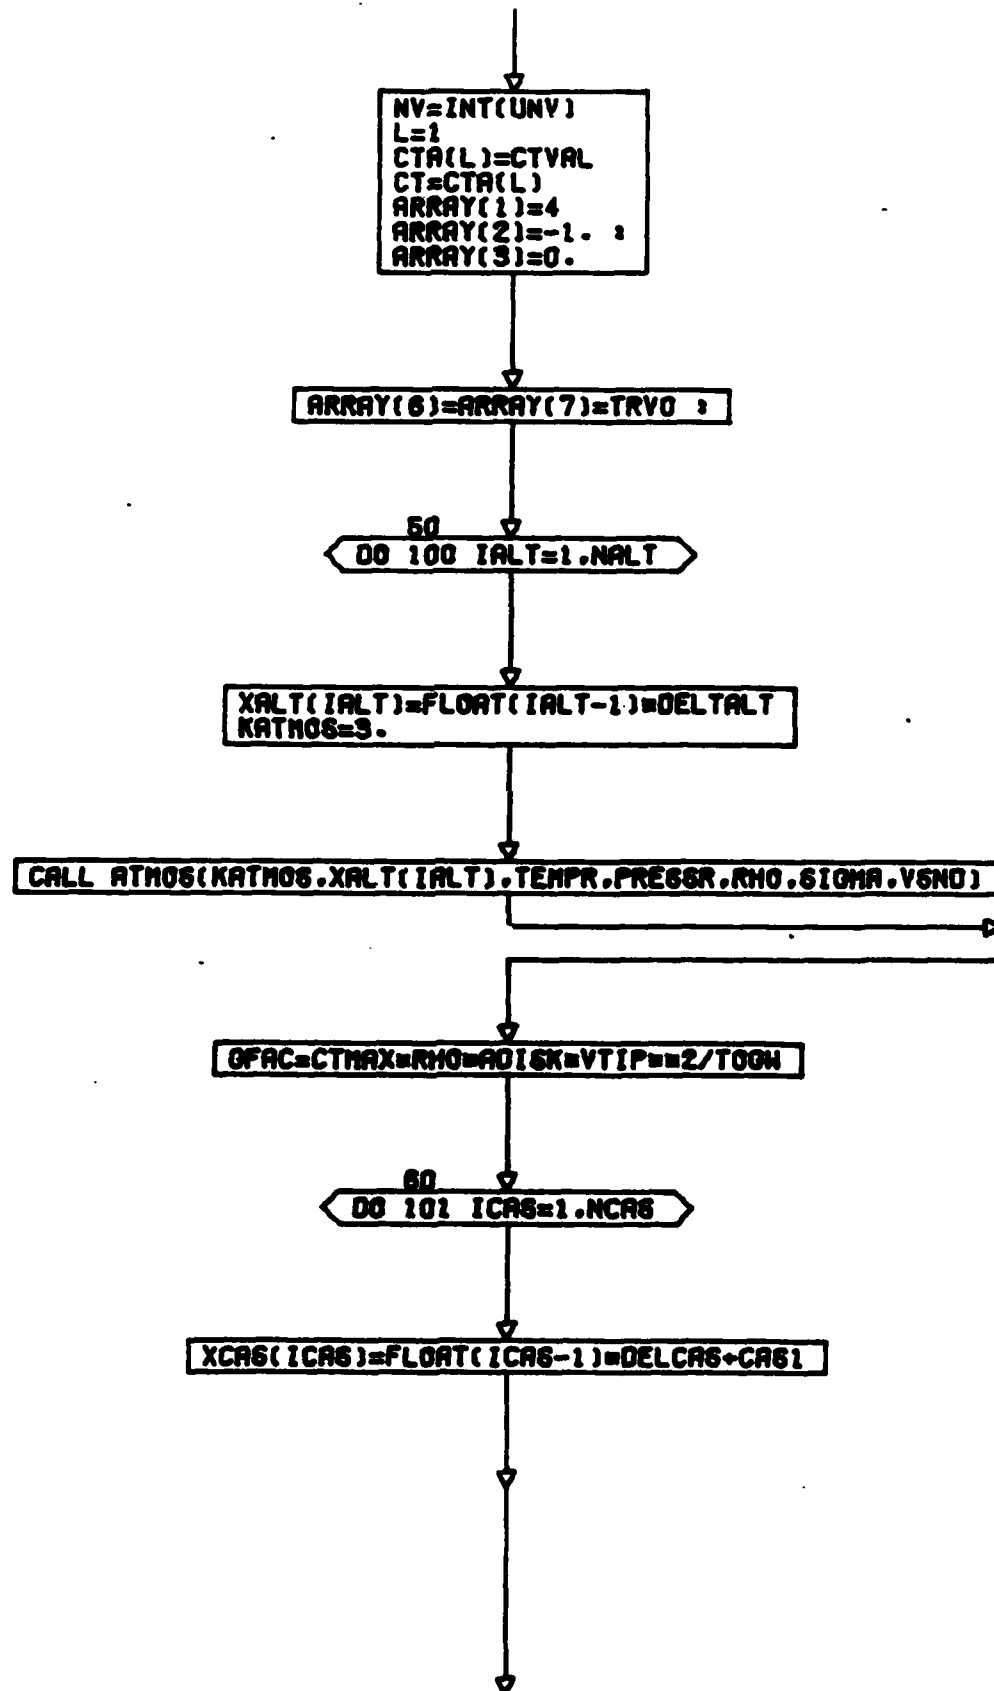 NV=INT(UNV)
L=1
CTA(L)=CTVAL
CT=CTA(L)
ARRAY(1)=4
ARRAY(2)=-1. :
ARRAY(3)=0.
ARRAY(6)=ARRAY(7)=TRVO :
50
DO 100 IALT=1,NALT
XALT(IALT)=FLOAT(IALT-1)*DELTALT
KATMOS=3.
CALL ATMOS(KATMOS,XALT(IALT),TEMPR,PRESSR,RHO,SIGMA,VSND)
GFAC=CTMAX*RHO*ADISK*VTIP**2/TOGW
60
DO 101 ICAS=1,NCAS
XCAS(ICAS)=FLOAT(ICAS-1)*DELCAS+CAS1